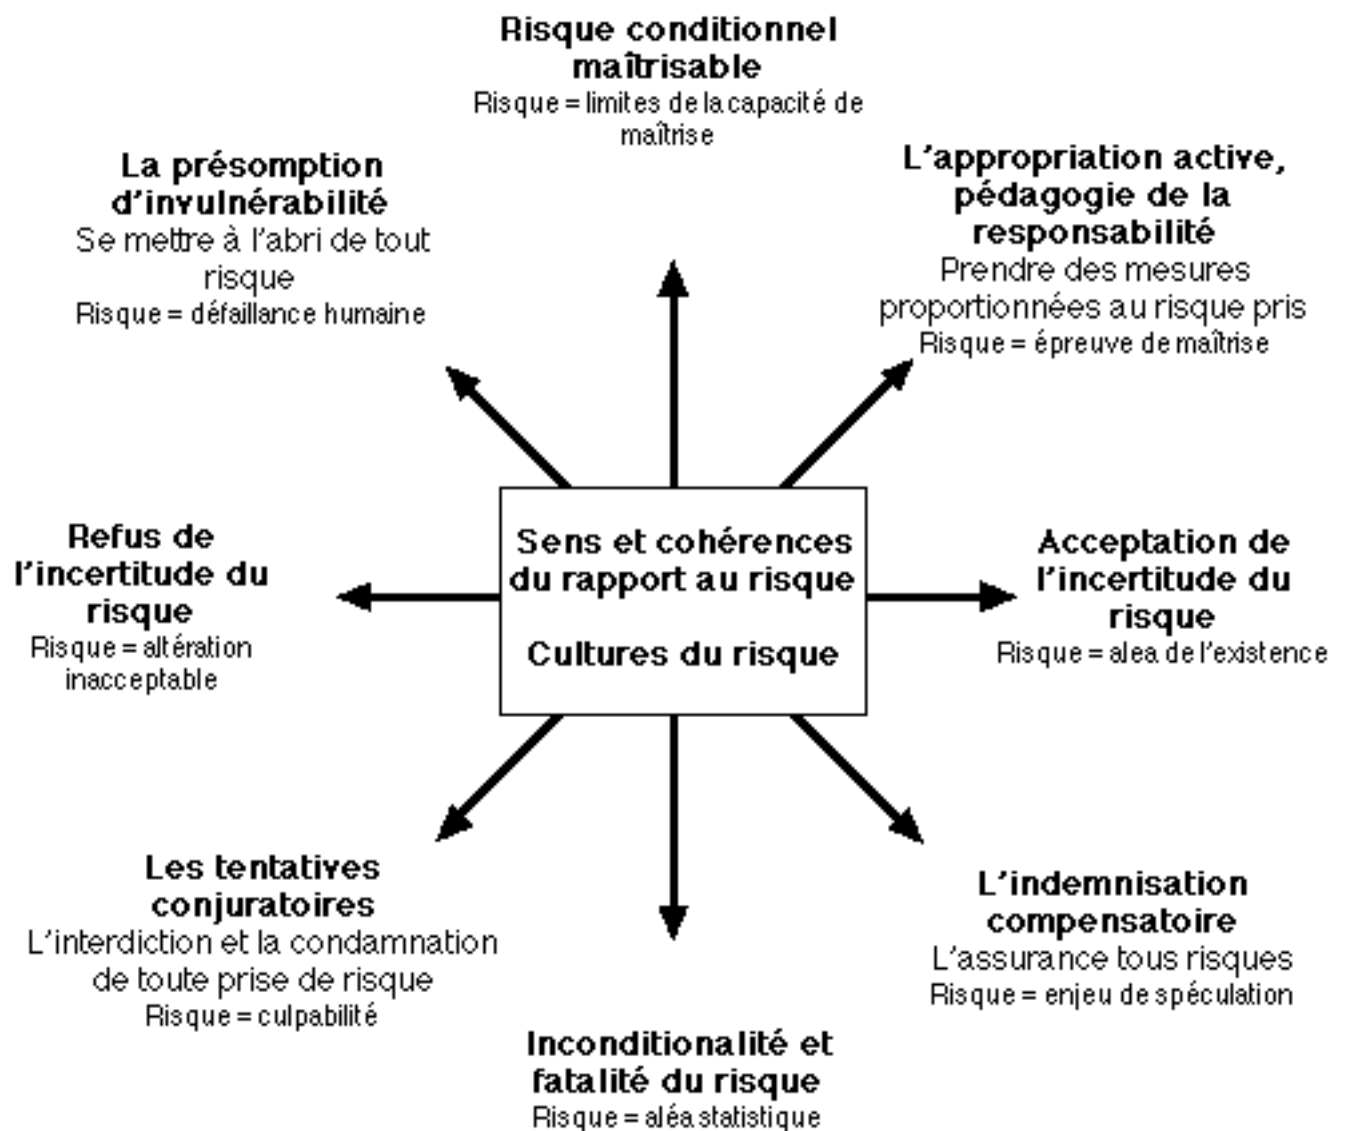 Risque conditionnel
maîtrisable
Risque = limites de la capacité de
maîtrise
La présomption
d'invulnérabilité
Se mettre à l'abri de tout
risque
Risque = défaillance humaine
L'appropriation active,
pédagogie de la
responsabilité
Prendre des mesures
proportionnées au risque pris
Risque = épreuve de maîtrise
Refus de
l'incertitude du
risque
Risque = altération
inacceptable
Sens et cohérences
du rapport au risque
Cultures du risque
Acceptation de
l'incertitude du
risque
Risque = alea de l'existence
Les tentatives
conjuratoires
L'interdiction et la condamnation
de toute prise de risque
Risque = culpabilité
L'indemnisation
compensatoire
L'assurance tous risques
Risque = enjeu de spéculation
Inconditionalité et
fatalité du risque
Risque = aléa statistique